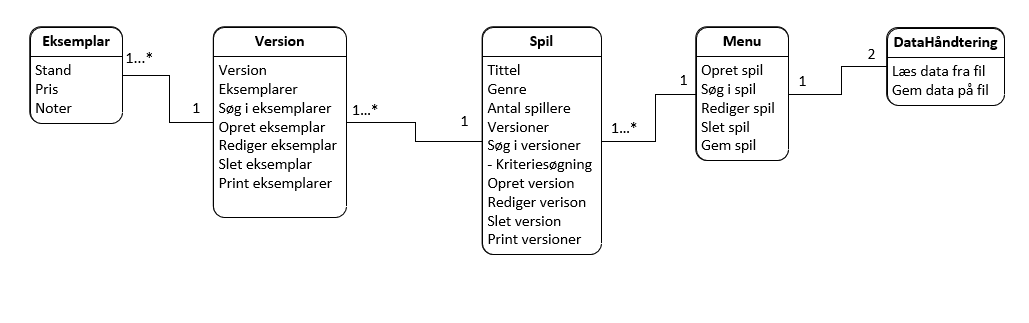 Eksemplar
Stand
Pris
Noter
1...*
1
Version
Version
Eksemplarer
Søg i eksemplarer
Opret eksemplar
Rediger eksemplar
Slet eksemplar
Print eksemplarer
1...*
1
Spil
Tittel
Genre
Antal spillere
Versioner
Søg i versioner
- Kriteriesøgning
Opret version
Rediger verison
Slet version
Print versioner
1...*
1
Menu
Opret spil
Søg i spil
Rediger spil
Slet spil
Gem spil
1
2
DataHåndtering
Læs data fra fil
Gem data på fil